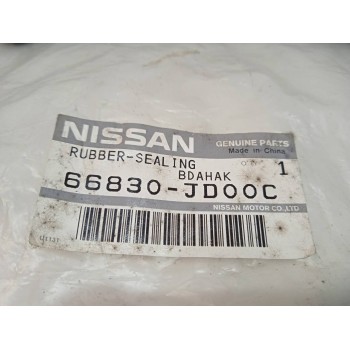 NISSAN
GENUINE PARTS
Made in China
RUBBER-SEALING
1
BDAHAK
66830-JD00C
NISSAN MOTOR CO.,LTD